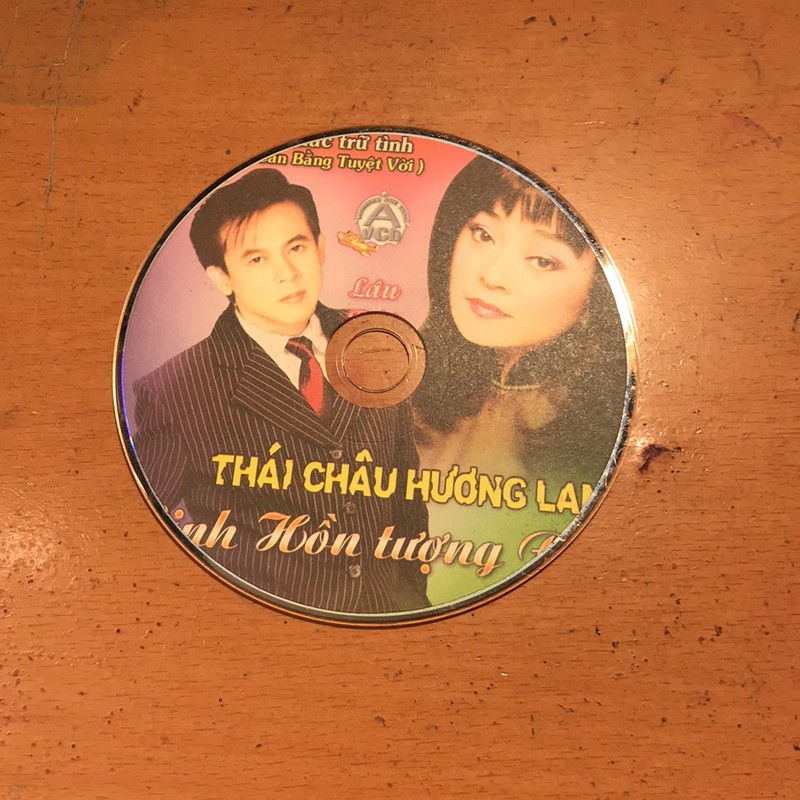 trữ tình
Bằng Tuyệt Vời )
A
VCD
Lâu
THÁI CHÂU HƯƠNG LAN
Hồn tượng